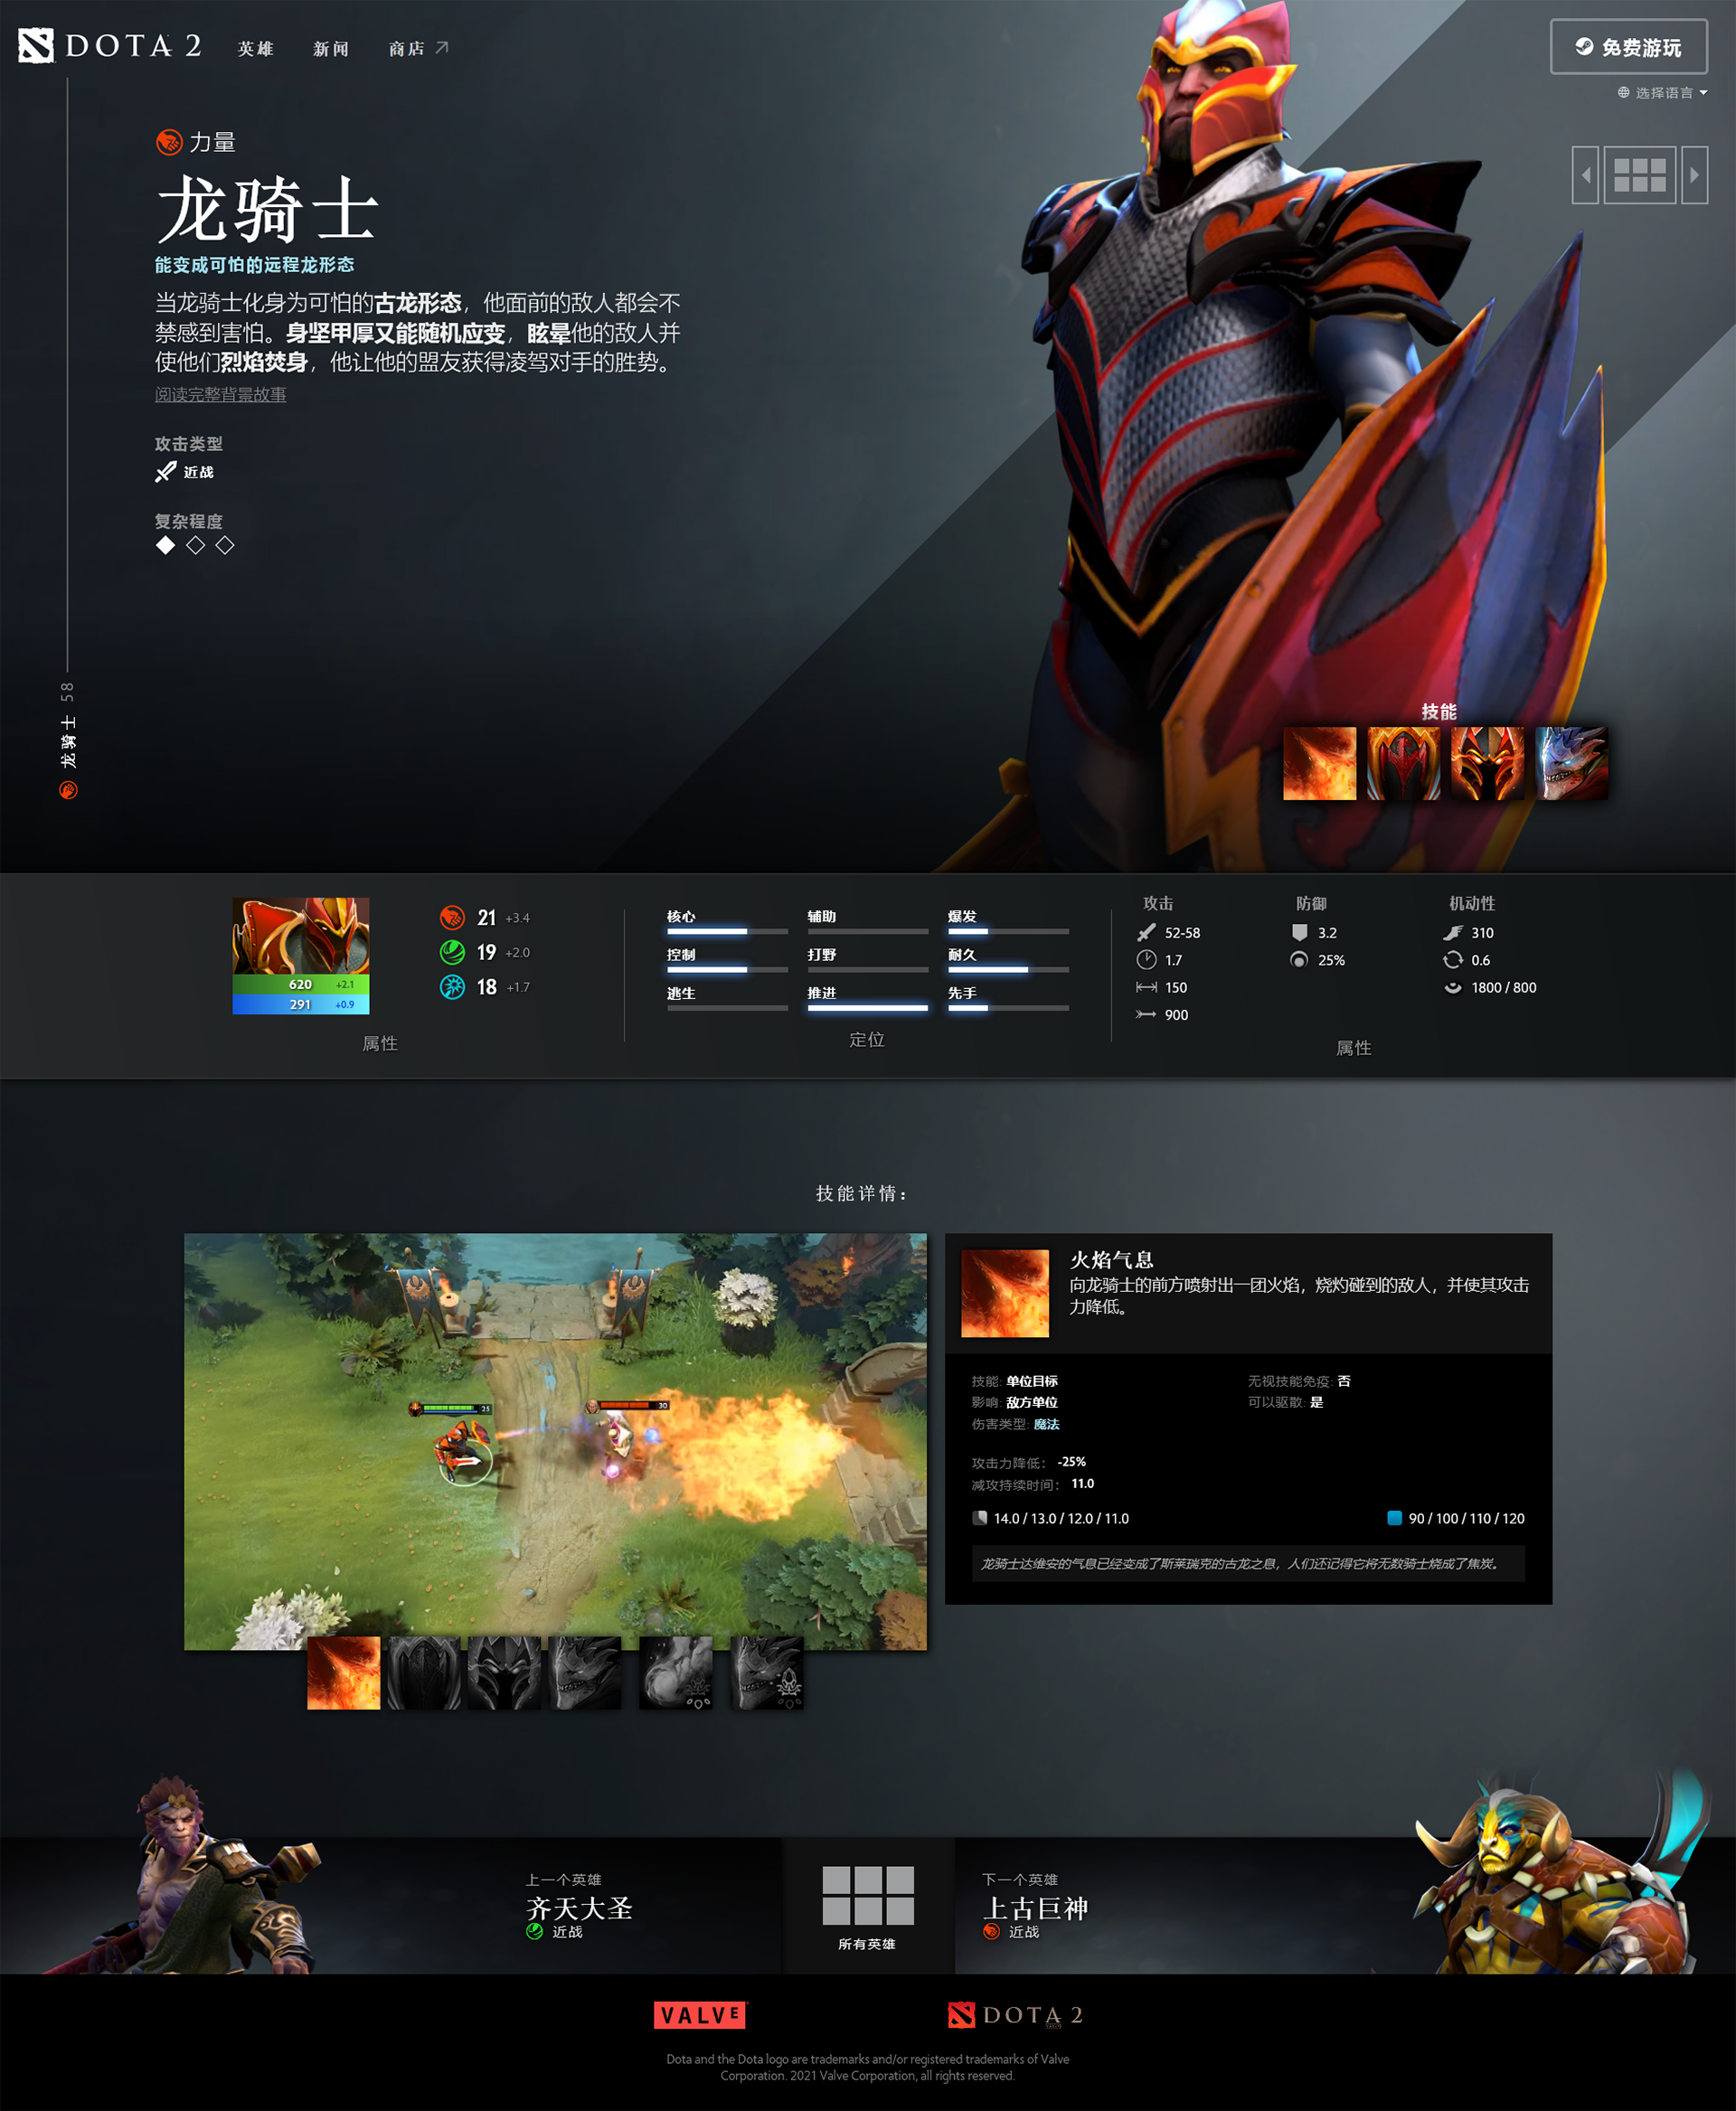 DOTA 2
英雄
新闻
商店
免费游玩
选择语言
力量
龙骑士
能变成可怕的远程龙形态
当龙骑士化身为可怕的古龙形态，他面前的敌人都会不
禁感到害怕。身坚甲厚又能随机应变，眩晕他的敌人并
使他们烈焰焚身，他让他的盟友获得凌驾对手的胜势。
阅读完整背景故事
攻击类型
近战
复杂程度
龙骑士 58
技能
620 +2.1
291 +0.9
21 +3.4
19 +2.0
18 +1.7
属性
核心
辅助
爆发
控制
打野
耐久
逃生
推进
先手
定位
攻击
52-58
1.7
150
900
防御
3.2
25%
机动性
310
0.6
1800 / 800
属性
技能详情：
25
30
火焰气息
向龙骑士的前方喷射出一团火焰，烧灼碰到的敌人，并使其攻击
力降低。
技能: 单位目标
影响: 敌方单位
伤害类型: 魔法
无视技能免疫: 否
可以驱散: 是
攻击力降低： -25%
减攻持续时间： 11.0
14.0 / 13.0 / 12.0 / 11.0
90 / 100 / 110 / 120
龙骑士达维安的气息已经变成了斯莱瑞克的古龙之息，人们还记得它将无数骑士烧成了焦炭。
上一个英雄
齐天大圣
近战
所有英雄
下一个英雄
上古巨神
近战
VALVE
DOTA 2
Dota and the Dota logo are trademarks and/or registered trademarks of Valve
Corporation. 2021 Valve Corporation, all rights reserved.